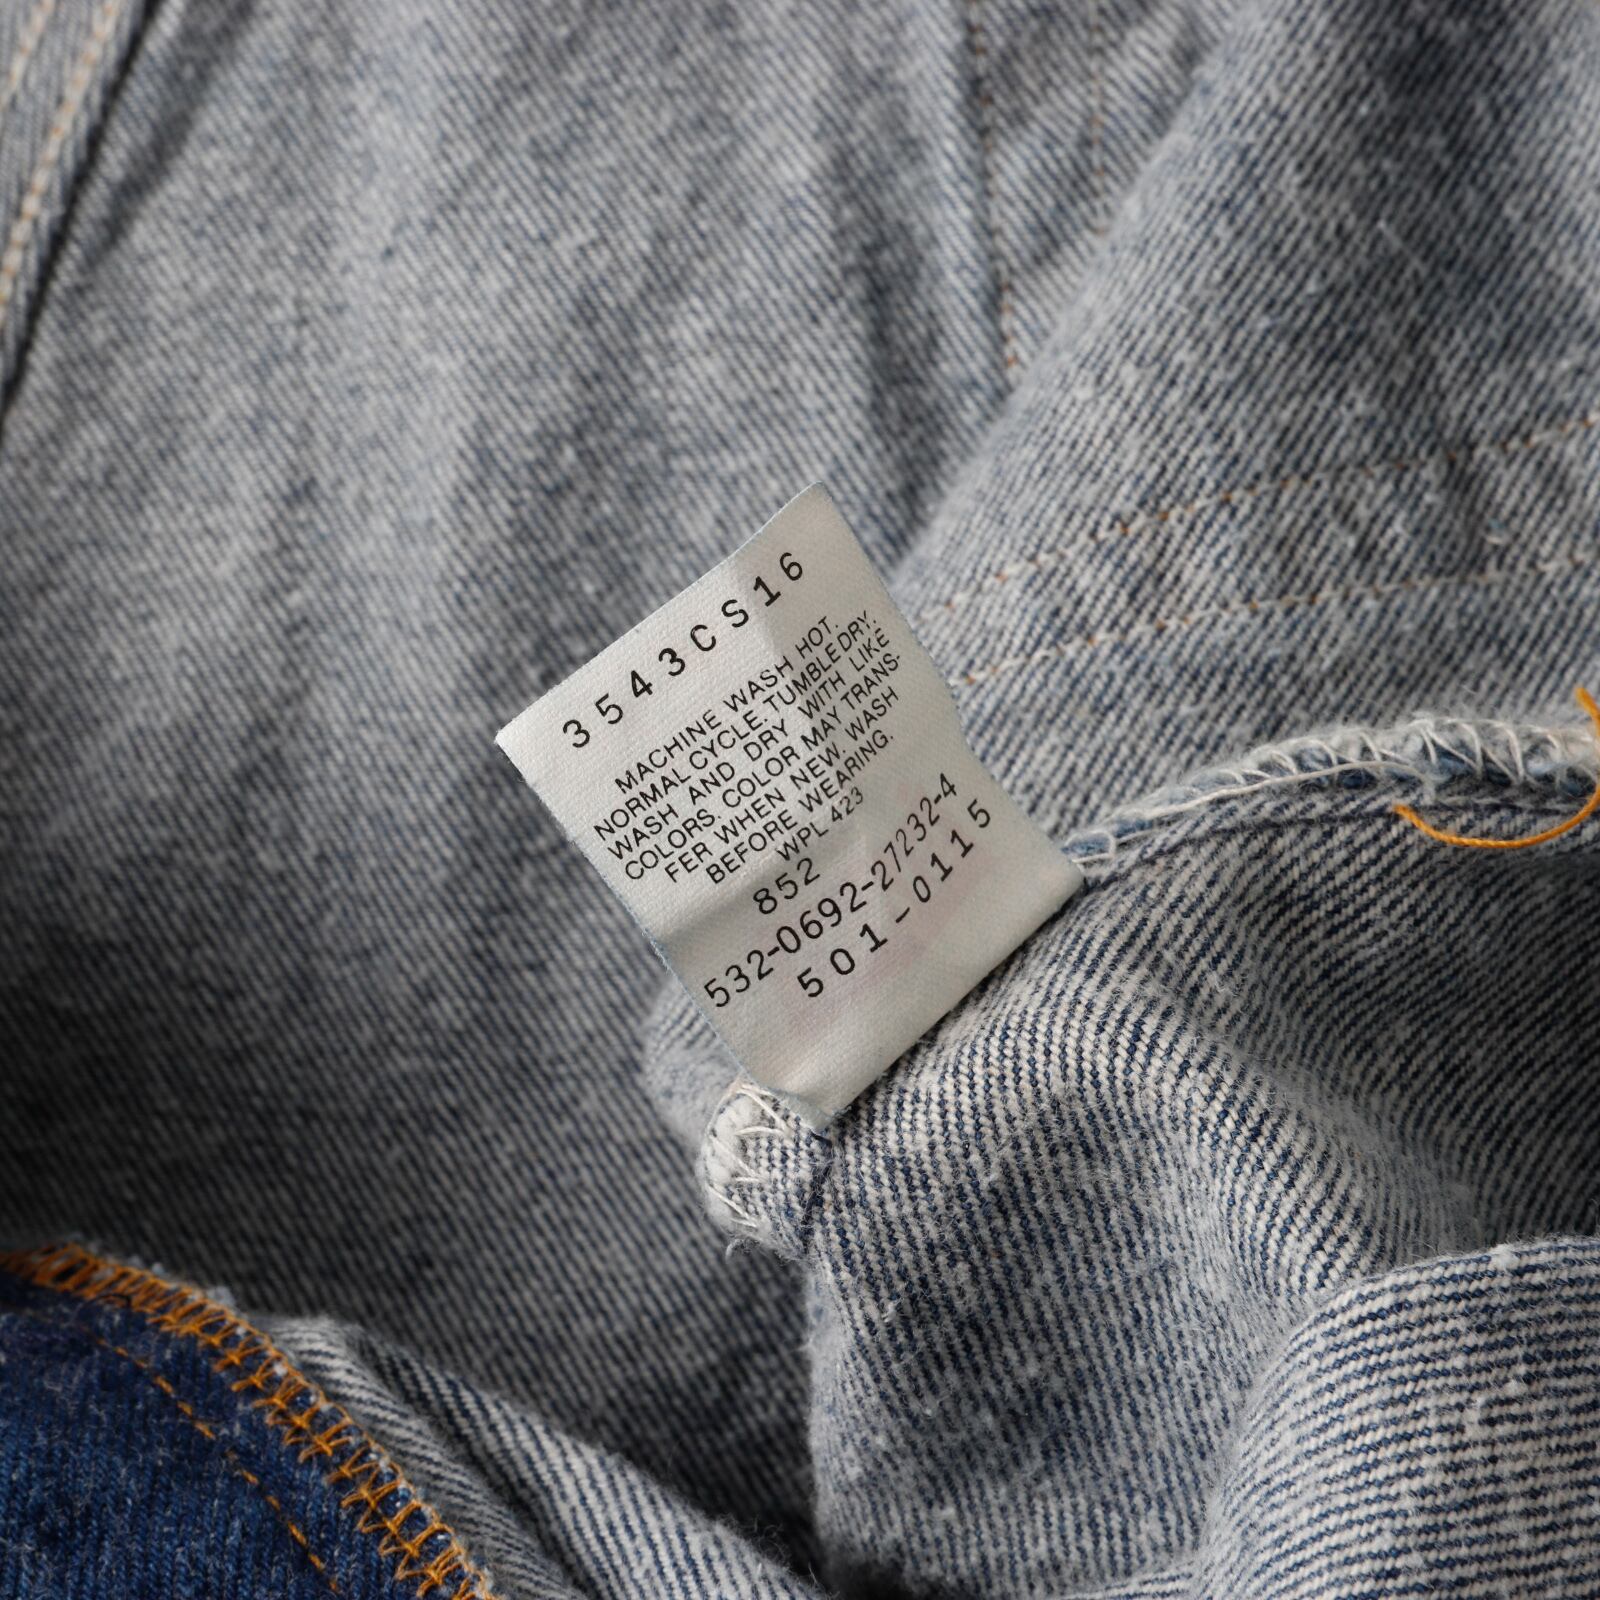 3543CS16
MACHINE WASH HOT.
NORMAL CYCLE. TUMBLE DRY.
WASH AND DRY WITH LIKE
COLORS. COLOR MAY TRANS-
FER WHEN NEW. WASH
BEFORE WEARING.
WPL 423
852
532-0692-27232-4
501-0115